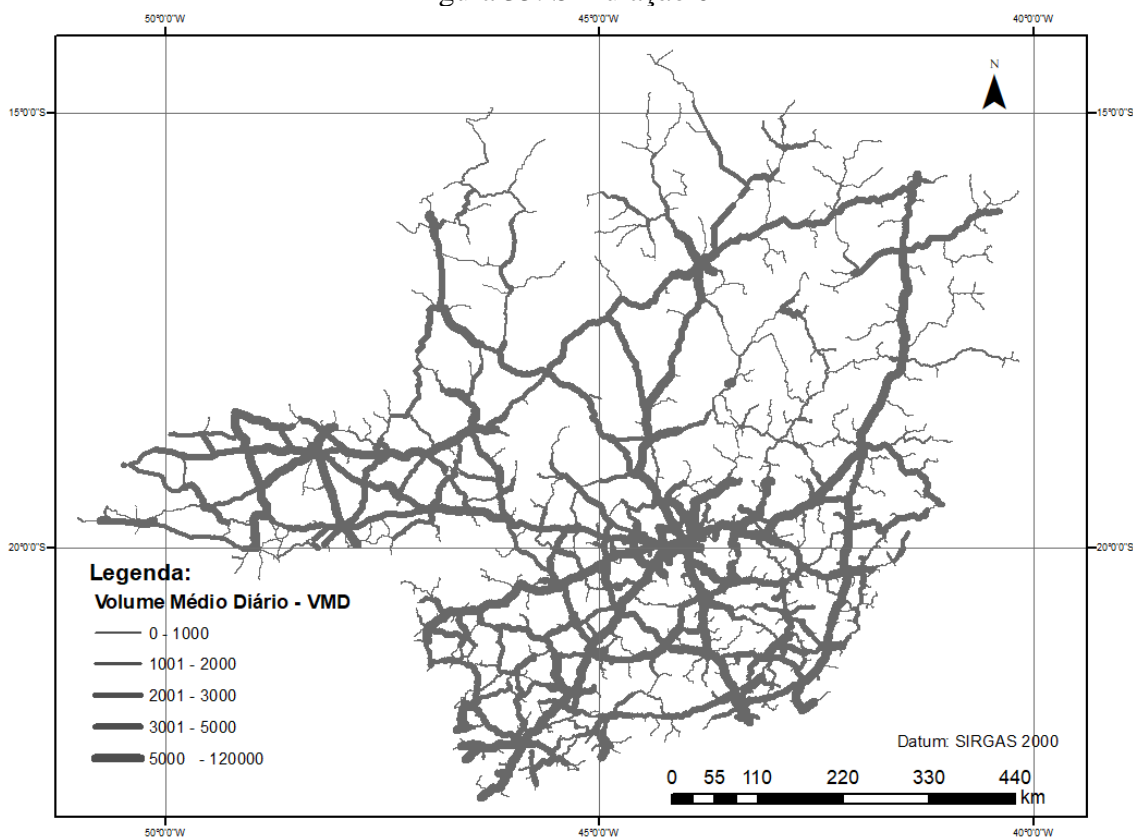 50°0'0"W 45°0'0"W 40°0'0"W
N
15°0'0"S 15°0'0"S
20°0'0"S 20°0'0"S
Legenda:
Volume Médio Diário - VMD
0 - 1000
1001 - 2000
2001 - 3000
3001 - 5000
5000 - 120000
Datum: SIRGAS 2000
0 55 110 220 330 440
km
50°0'0"W 45°0'0"W 40°0'0"W